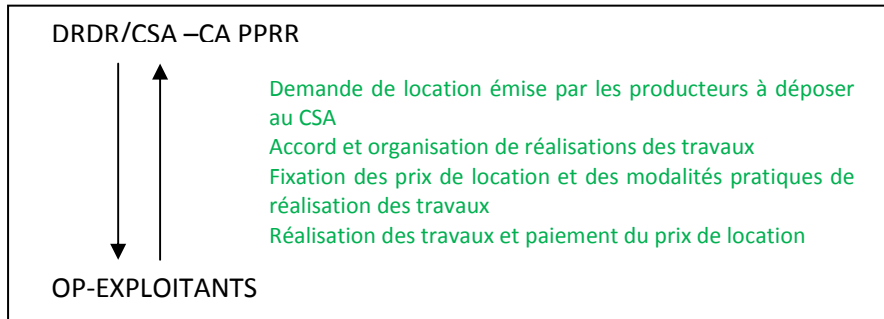 DRDR/CSA –CA PPRR
Demande de location émise par les producteurs à déposer
au CSA
Accord et organisation de réalisations des travaux
Fixation des prix de location et des modalités pratiques de
réalisation des travaux
Réalisation des travaux et paiement du prix de location
OP-EXPLOITANTS